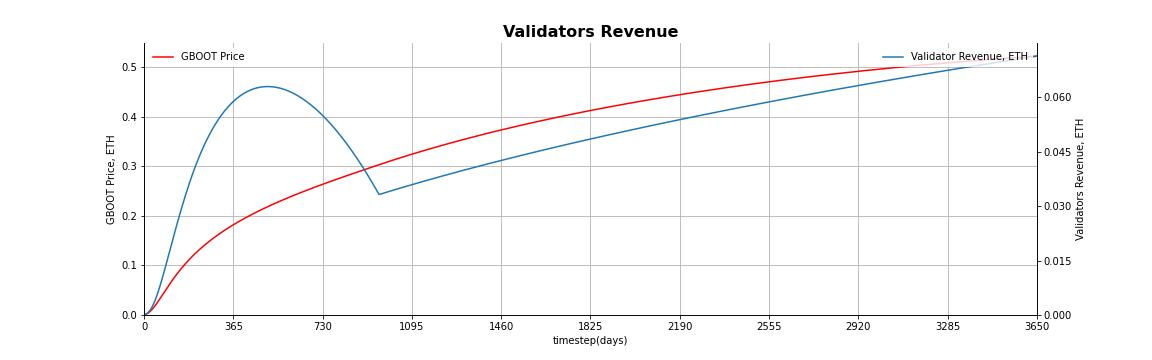 Validators Revenue
GBOOT Price
Validator Revenue, ETH
0.5
0.4
0.3
0.2
0.1
0.0
GBOOT Price, ETH
0.060
0.045
0.030
0.015
0.000
Validators Revenue, ETH
0 365 730 1095 1460 1825 2190 2555 2920 3285 3650
timestep(days)